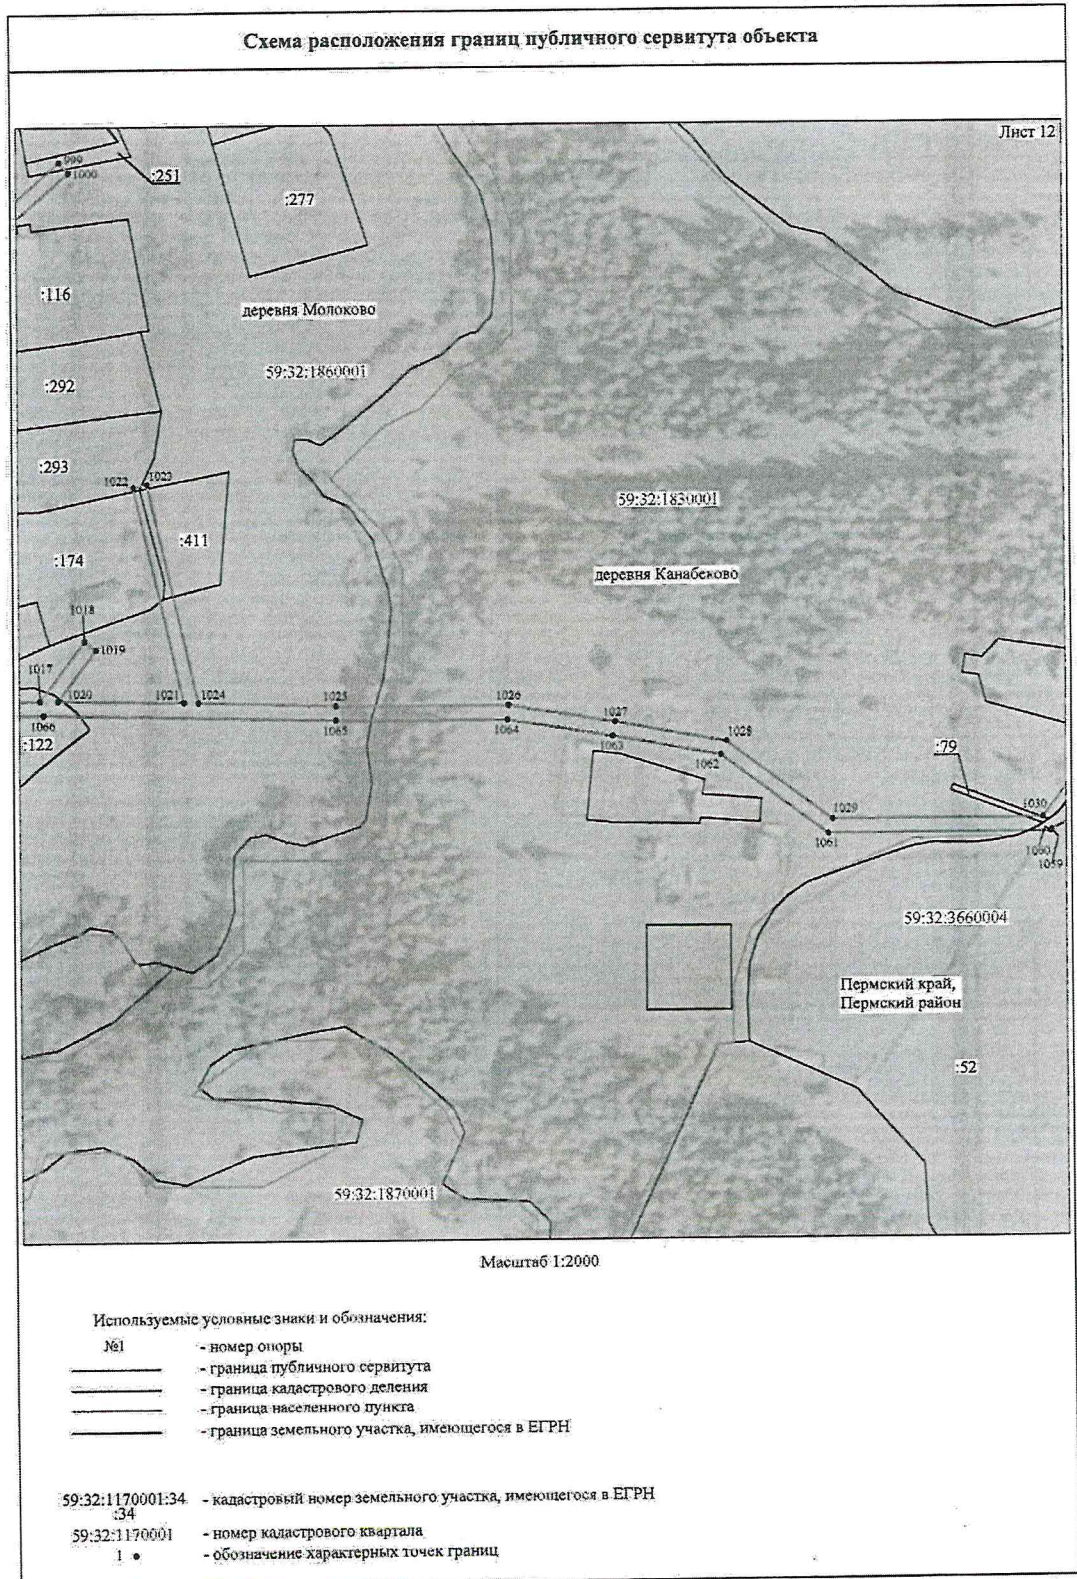 Схема расположения границ публичного сервитута объекта
Лист 12
999
1000
:251
:277
:116
деревня Молоково
59:32:1860001
:292
:293
1022
1023
59:32:1830001
:411
:174
деревня Канабеково
1018
1019
1017
1020
1021
1024
1025
1026
1027
1028
1066
1065
1064
1063
1062
:122
:79
1029
1030
1061
1060
1059
59:32:3660004
Пермский край,
Пермский район
:52
59:32:1870001
Масштаб 1:2000
Используемые условные знаки и обозначения:
№1 - номер опоры
- граница публичного сервитута
- граница кадастрового деления
- граница населенного пункта
- граница земельного участка, имеющегося в ЕГРН
59:32:1170001:34 - кадастровый номер земельного участка, имеющегося в ЕГРН
:34
59:32:1170001 - номер кадастрового квартала
1 - обозначение характерных точек границ